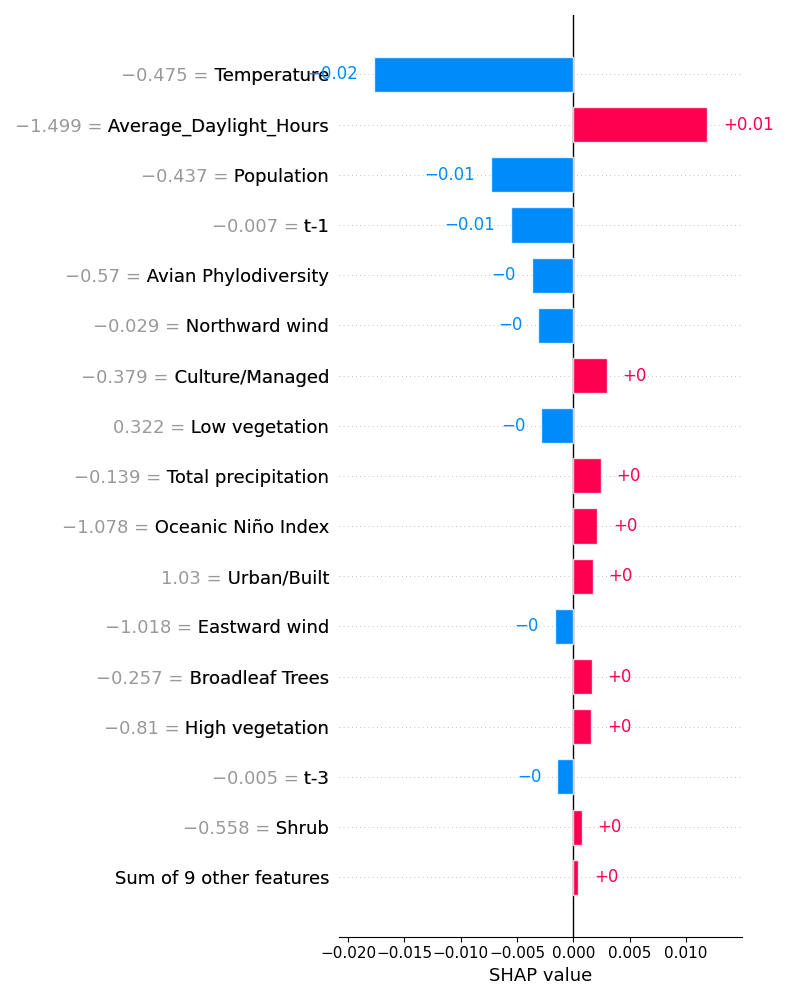 −0.475 = Temperature −0.02
−1.499 = Average_Daylight_Hours +0.01
−0.437 = Population −0.01
−0.007 = t-1 −0.01
−0.57 = Avian Phylodiversity −0
−0.029 = Northward wind −0
−0.379 = Culture/Managed +0
0.322 = Low vegetation −0
−0.139 = Total precipitation +0
−1.078 = Oceanic Niño Index +0
1.03 = Urban/Built +0
−1.018 = Eastward wind −0
−0.257 = Broadleaf Trees +0
−0.81 = High vegetation +0
−0.005 = t-3 −0
−0.558 = Shrub +0
Sum of 9 other features +0
−0.020 −0.015 −0.010 −0.005 0.000 0.005 0.010
SHAP value